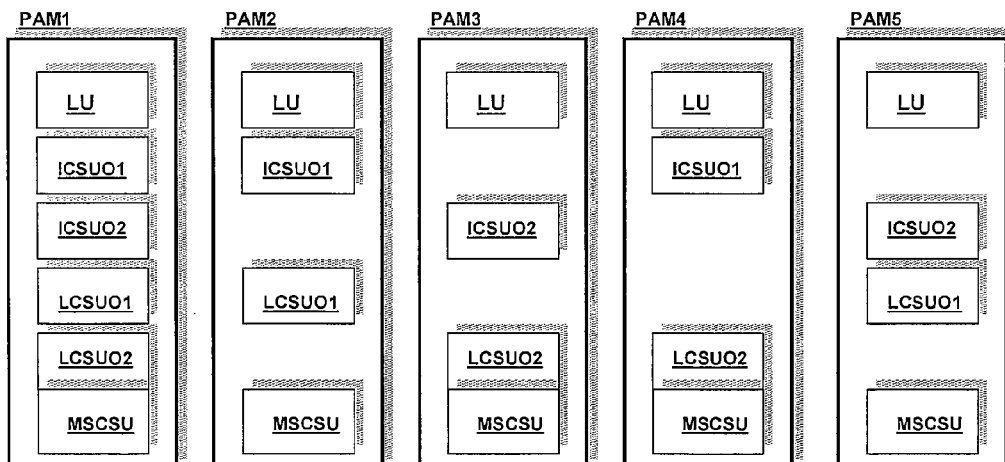 PAM1 PAM2 PAM3 PAM4 PAM5
LU LU LU LU LU
ICSUO1 ICSUO1 ICSUO1
ICSUO2 ICSUO2 ICSUO2
LCSUO1 LCSUO1 LCSUO1
LCSUO2 LCSUO2 LCSUO2
MSCSU MSCSU MSCSU MSCSU MSCSU